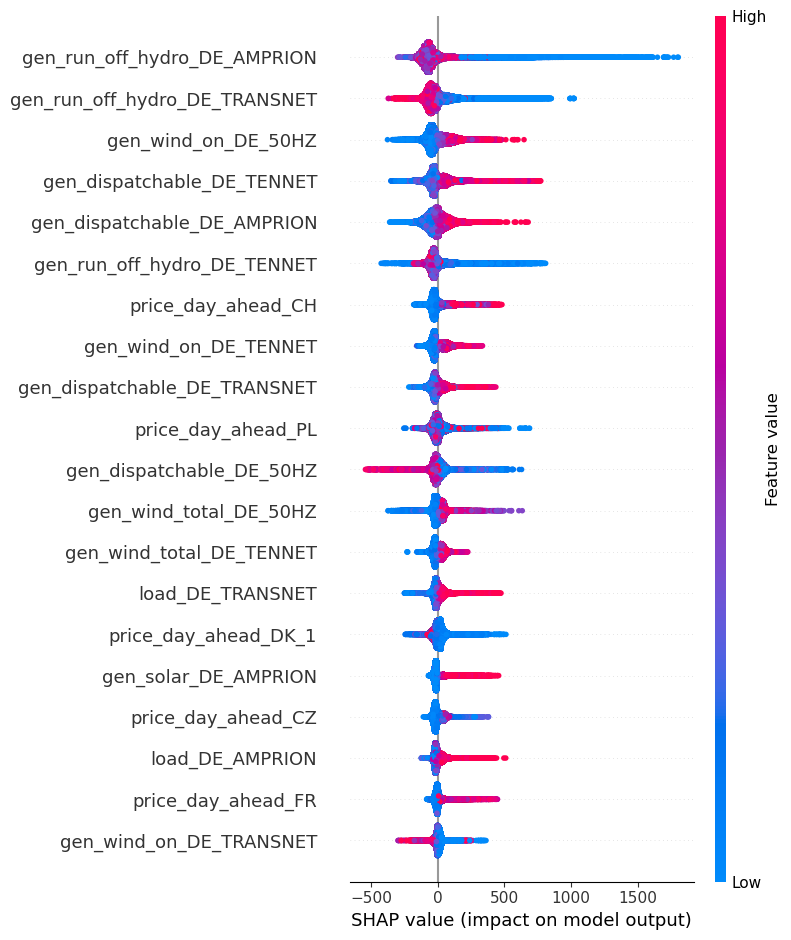 High
gen_run_off_hydro_DE_AMPRION
gen_run_off_hydro_DE_TRANSNET
gen_wind_on_DE_50HZ
gen_dispatchable_DE_TENNET
gen_dispatchable_DE_AMPRION
gen_run_off_hydro_DE_TENNET
price_day_ahead_CH
gen_wind_on_DE_TENNET
gen_dispatchable_DE_TRANSNET
price_day_ahead_PL
gen_dispatchable_DE_50HZ
gen_wind_total_DE_50HZ
gen_wind_total_DE_TENNET
load_DE_TRANSNET
price_day_ahead_DK_1
gen_solar_DE_AMPRION
price_day_ahead_CZ
load_DE_AMPRION
price_day_ahead_FR
gen_wind_on_DE_TRANSNET
Feature value
Low
−500 0 500 1000 1500
SHAP value (impact on model output)